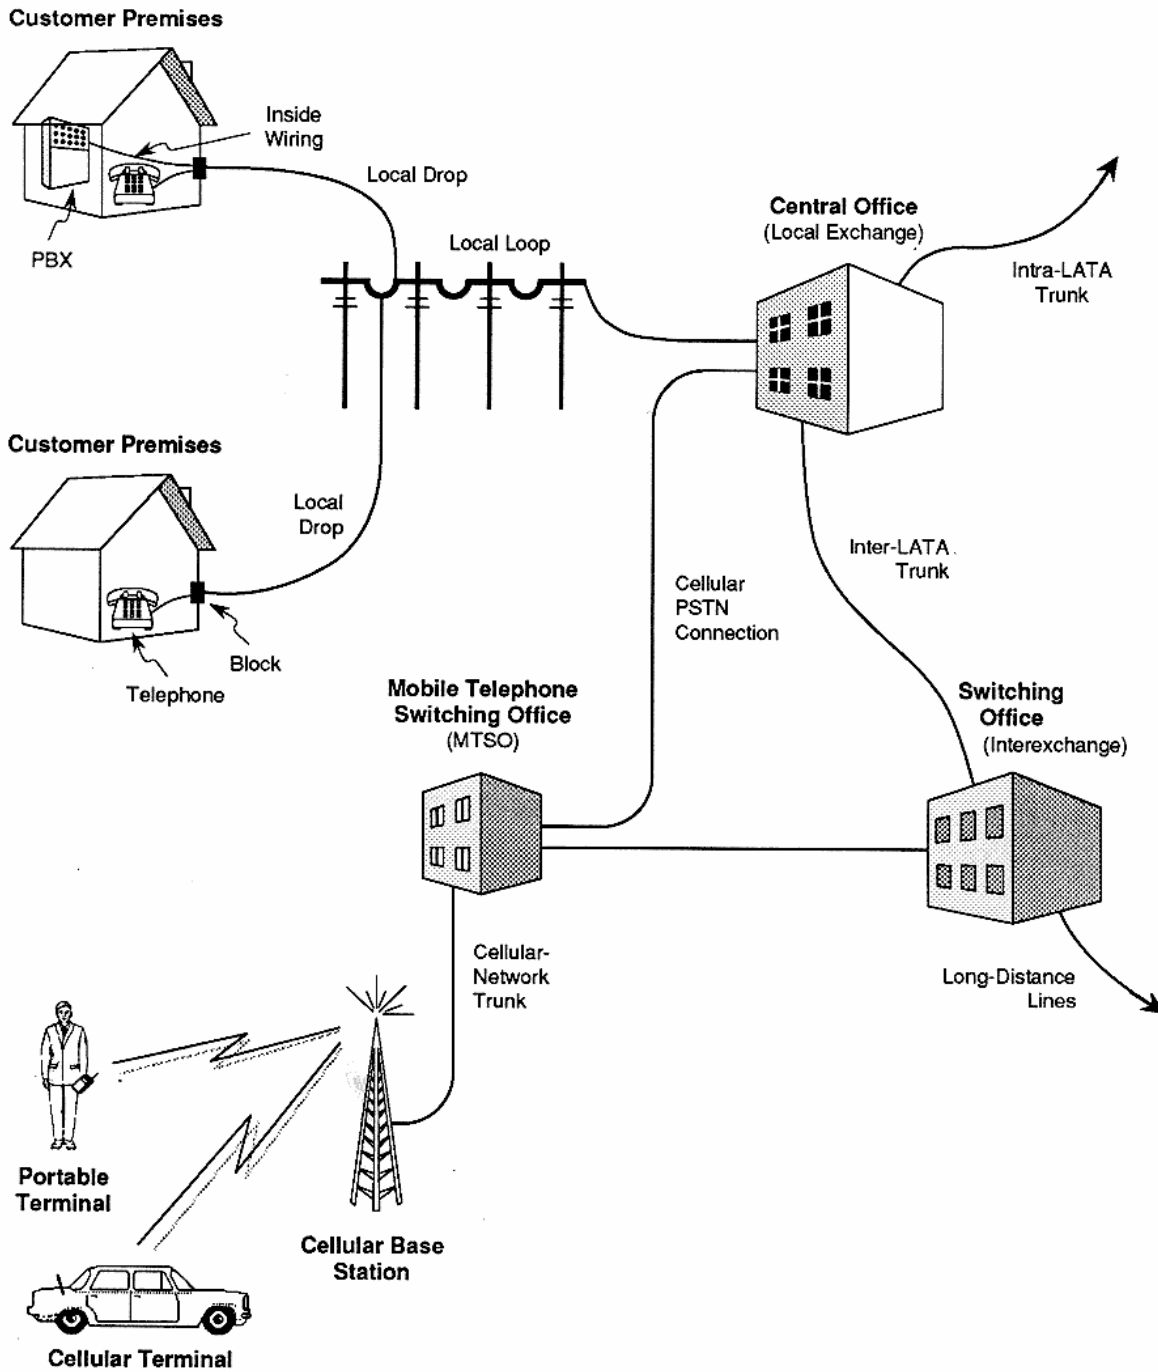 Customer Premises
Inside
Wiring
Local Drop
PBX
Local Loop
Central Office
(Local Exchange)
Intra-LATA
Trunk
Customer Premises
Local
Drop
Block
Telephone
Inter-LATA
Trunk
Cellular
PSTN
Connection
Mobile Telephone
Switching Office
(MTSO)
Switching
Office
(Interexchange)
Cellular-
Network
Trunk
Long-Distance
Lines
Portable
Terminal
Cellular Base
Station
Cellular Terminal